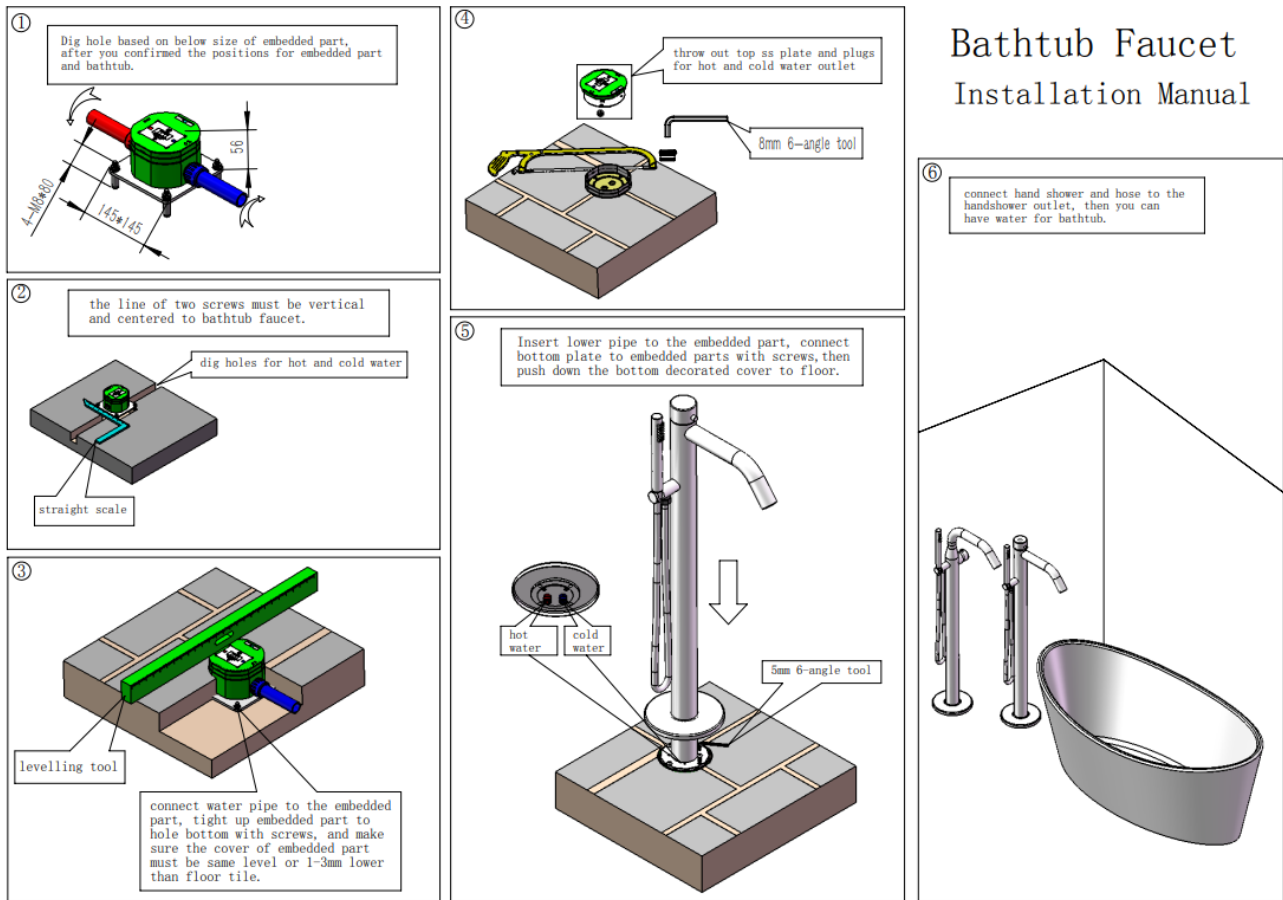 Bathtub Faucet
Installation Manual
①
Dig hole based on below size of embedded part,
after you confirmed the positions for embedded part
and bathtub.
56
4-M8*80
145*145
②
the line of two screws must be vertical
and centered to bathtub faucet.
dig holes for hot and cold water
straight scale
③
levelling tool
connect water pipe to the embedded
part, tight up embedded part to
hole bottom with screws, and make
sure the cover of embedded part
must be same level or 1-3mm lower
than floor tile.
④
throw out top ss plate and plugs
for hot and cold water outlet
8mm 6-angle tool
⑤
Insert lower pipe to the embedded part, connect
bottom plate to embedded parts with screws, then
push down the bottom decorated cover to floor.
hot
water
cold
water
5mm 6-angle tool
⑥
connect hand shower and hose to the
handshower outlet, then you can
have water for bathtub.